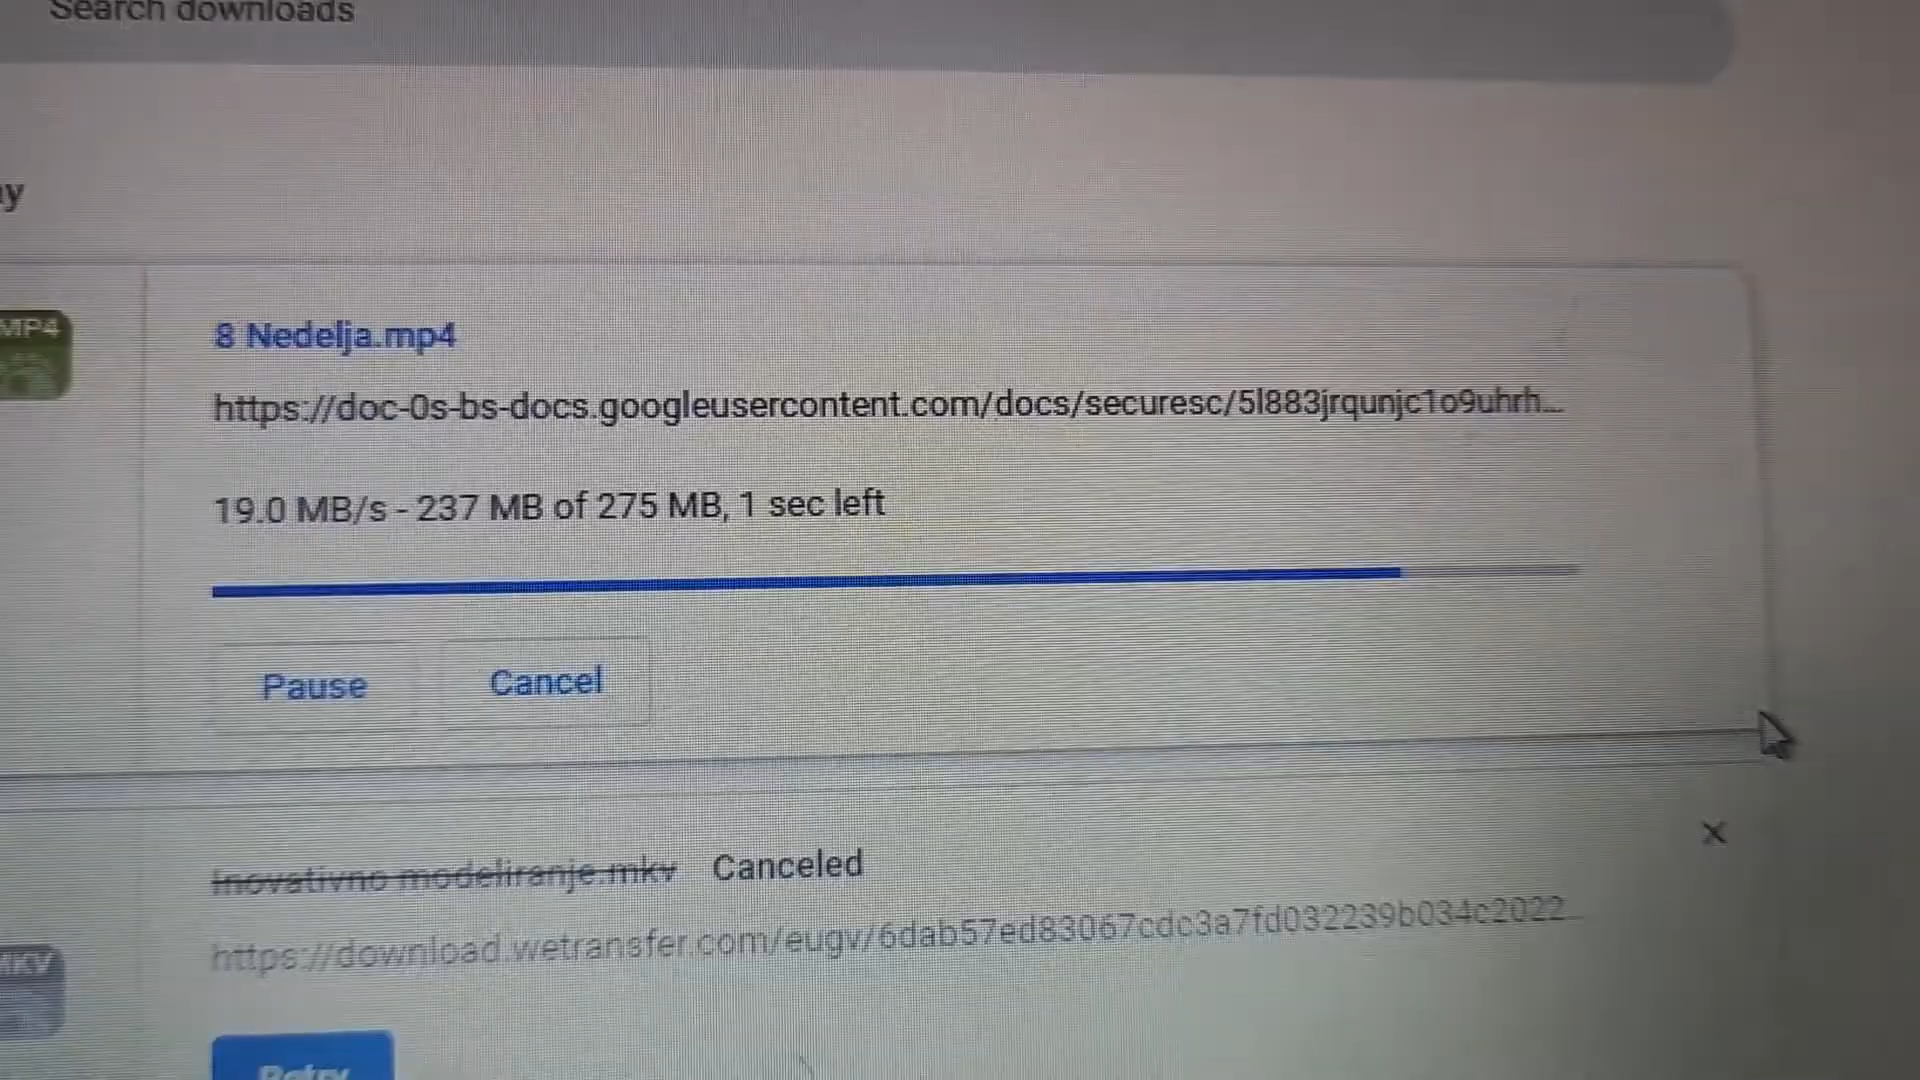 Search downloads
ay
MP4
8 Nedelja.mp4
https://doc-0s-bs-docs.googleusercontent.com/docs/securesc/5l883jrqunjc1o9uhrh...
19.0 MB/s - 237 MB of 275 MB, 1 sec left
Pause Cancel
Inovativno modeliranje.mkv Canceled
https://download.wetransfer.com/eugv/6dab57ed83067cdc3a7fd032239b034c2022...
MKV
Retry